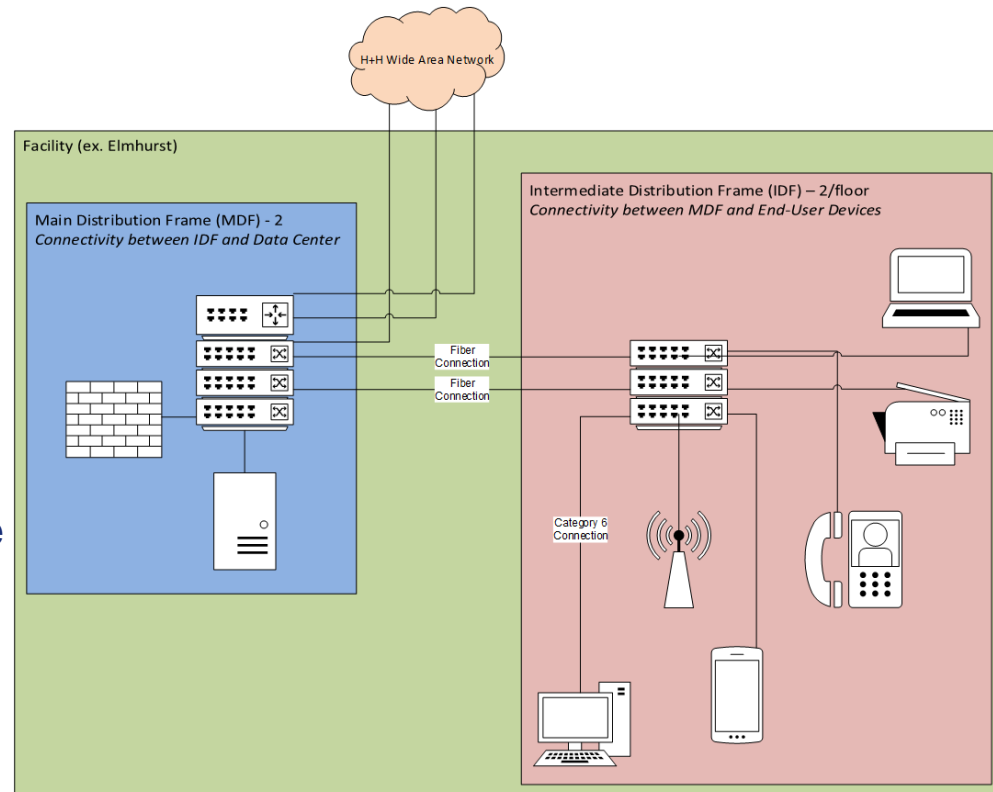 H+H Wide Area Network
Facility (ex. Elmhurst)
Main Distribution Frame (MDF) - 2
Connectivity between IDF and Data Center
Intermediate Distribution Frame (IDF) – 2/floor
Connectivity between MDF and End-User Devices
Fiber
Connection
Fiber
Connection
Category 6
Connection
e